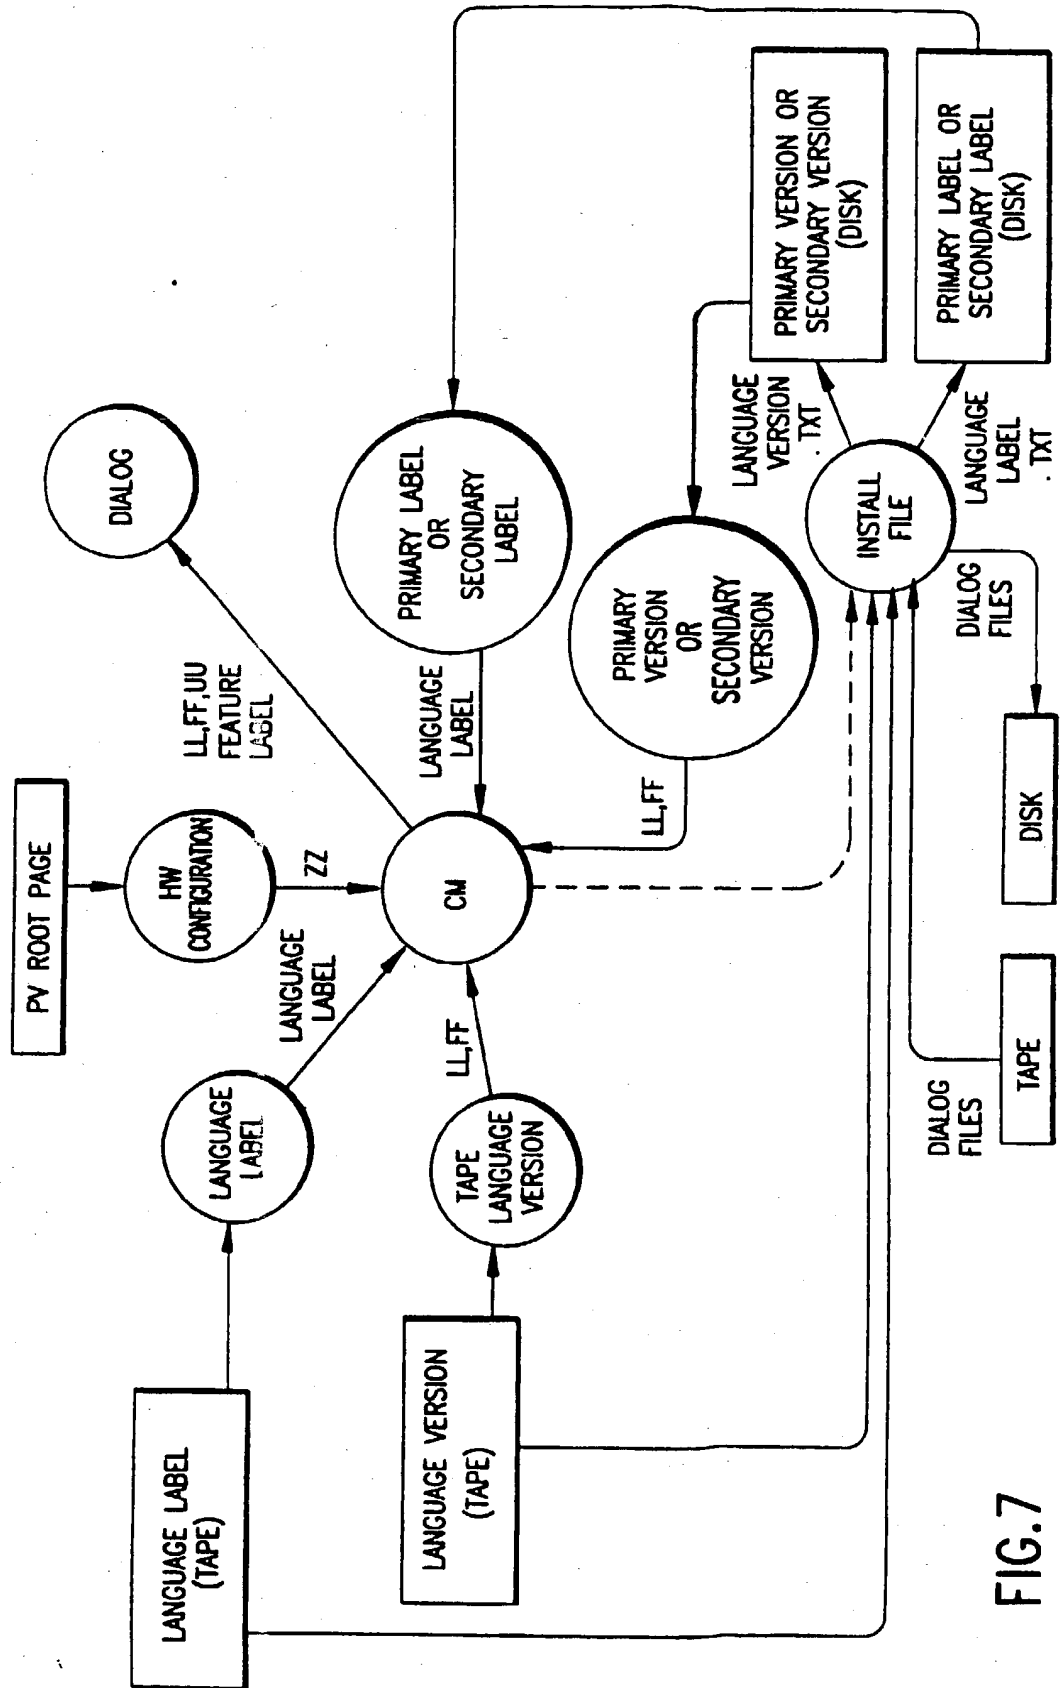 LANGUAGE LABEL
(TAPE)
LANGUAGE
LABEL
PV ROOT PAGE
HW
CONFIGURATION
LANGUAGE
LABEL
ZZ
LL,FF,UU
FEATURE
LABEL
DIALOG
LANGUAGE VERSION
(TAPE)
TAPE
LANGUAGE
VERSION
LL,FF
CM
LANGUAGE
LABEL
PRIMARY LABEL
OR
SECONDARY
LABEL
LL,FF
PRIMARY
VERSION
OR
SECONDARY
VERSION
LANGUAGE
VERSION
.TXT
PRIMARY VERSION OR
SECONDARY VERSION
(DISK)
INSTALL
FILE
LANGUAGE
LABEL
.TXT
PRIMARY LABEL OR
SECONDARY LABEL
(DISK)
DIALOG
FILES
TAPE
DIALOG
FILES
DISK
FIG.7